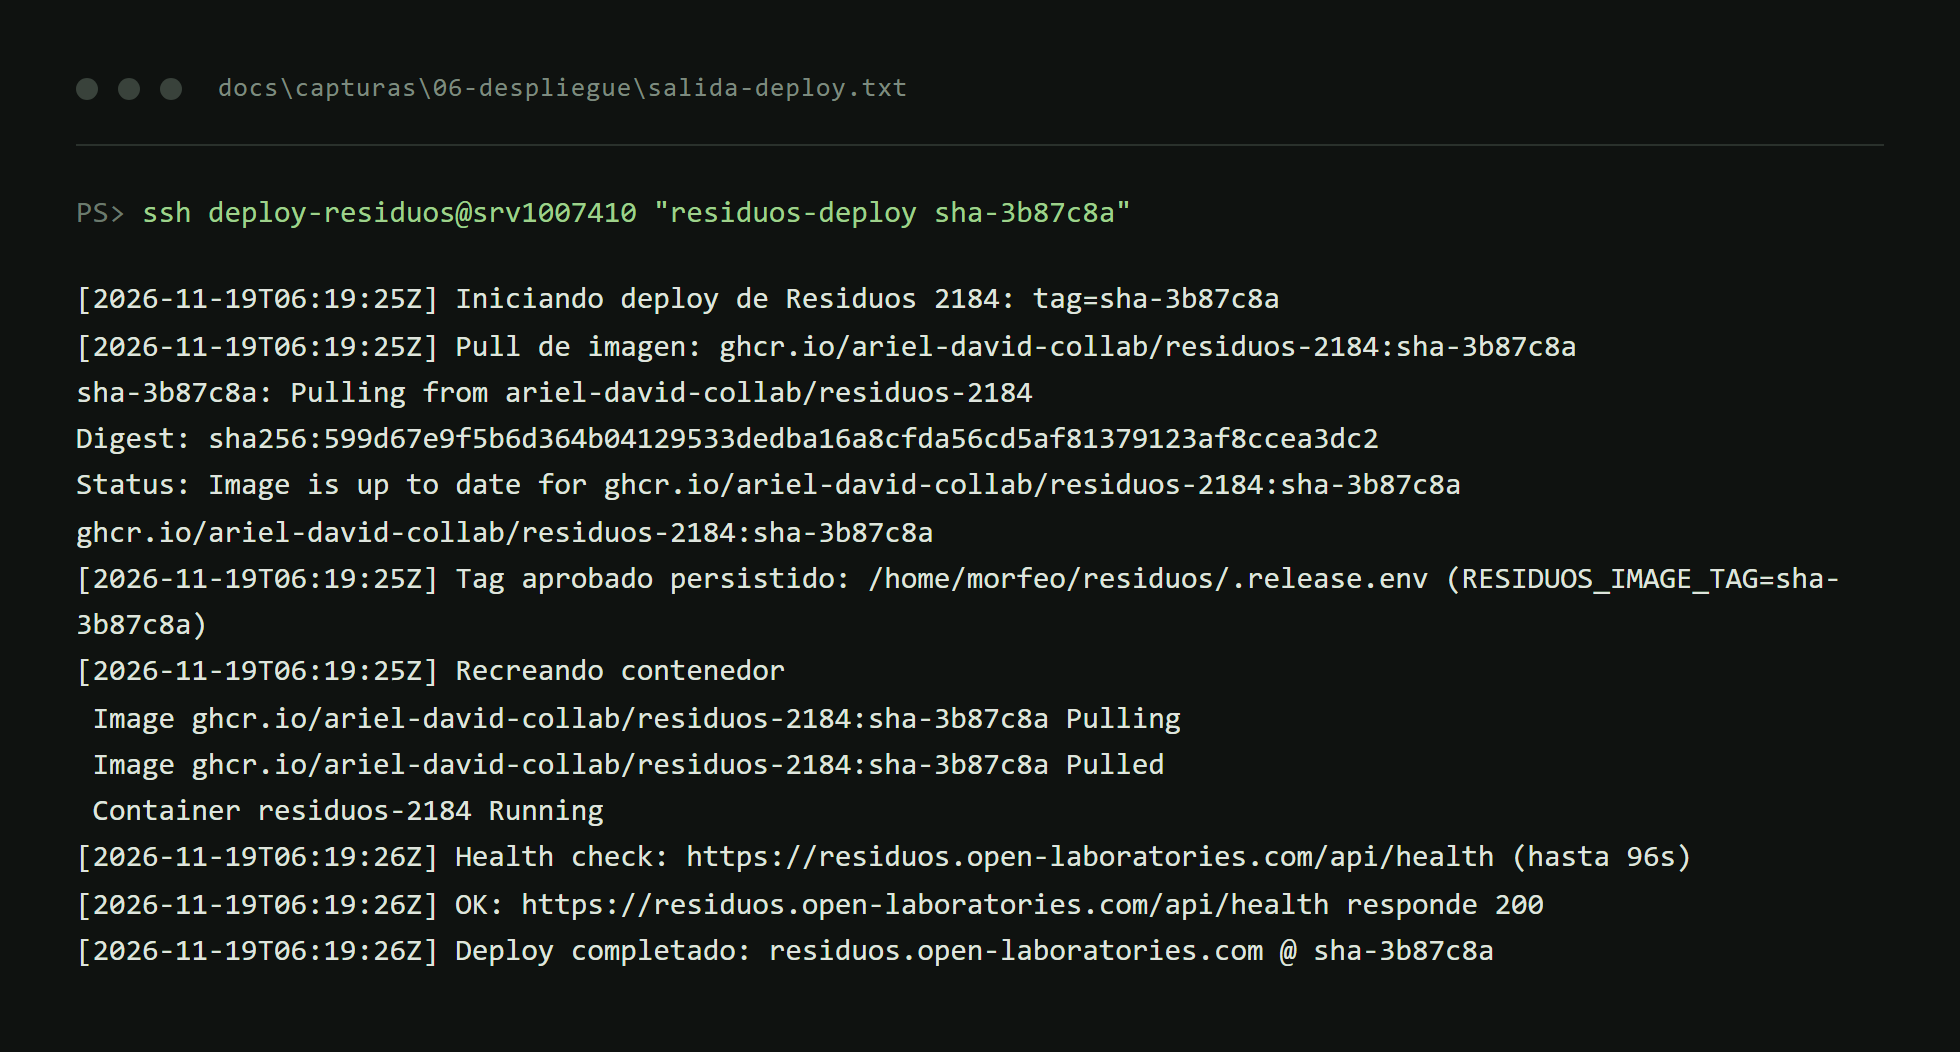 docs\capturas\06-despliegue\salida-deploy.txt
PS> ssh deploy-residuos@srv1007410 "residuos-deploy sha-3b87c8a"
[2026-11-19T06:19:25Z] Iniciando deploy de Residuos 2184: tag=sha-3b87c8a
[2026-11-19T06:19:25Z] Pull de imagen: ghcr.io/ariel-david-collab/residuos-2184:sha-3b87c8a
sha-3b87c8a: Pulling from ariel-david-collab/residuos-2184
Digest: sha256:599d67e9f5b6d364b04129533dedba16a8cfda56cd5af81379123af8ccea3dc2
Status: Image is up to date for ghcr.io/ariel-david-collab/residuos-2184:sha-3b87c8a
ghcr.io/ariel-david-collab/residuos-2184:sha-3b87c8a
[2026-11-19T06:19:25Z] Tag aprobado persistido: /home/morfeo/residuos/.release.env (RESIDUOS_IMAGE_TAG=sha-
3b87c8a)
[2026-11-19T06:19:25Z] Recreando contenedor
Image ghcr.io/ariel-david-collab/residuos-2184:sha-3b87c8a Pulling
Image ghcr.io/ariel-david-collab/residuos-2184:sha-3b87c8a Pulled
Container residuos-2184 Running
[2026-11-19T06:19:26Z] Health check: https://residuos.open-laboratories.com/api/health (hasta 96s)
[2026-11-19T06:19:26Z] OK: https://residuos.open-laboratories.com/api/health responde 200
[2026-11-19T06:19:26Z] Deploy completado: residuos.open-laboratories.com @ sha-3b87c8a